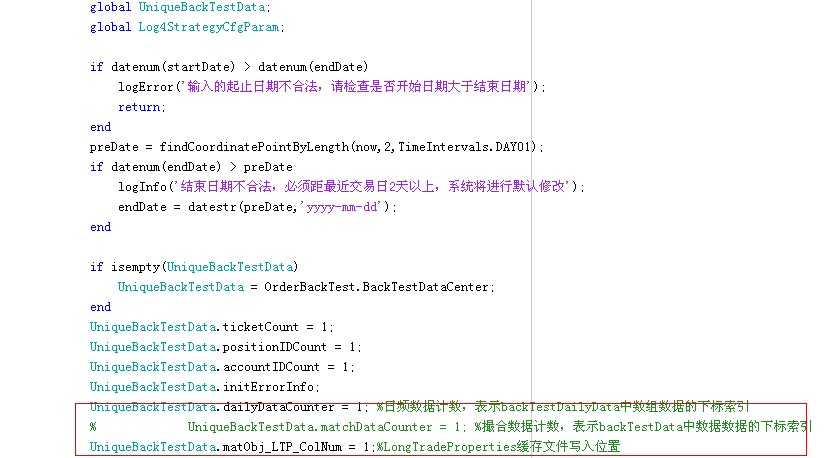 global UniqueBackTestData;
global Log4StrategyCfgParam;
if datenum(startDate) > datenum(endDate)
logError('输入的起止日期不合法，请检查是否开始日期大于结束日期');
return;
end
preDate = findCoordinatePointByLength(now,2,TimeIntervals.DAY01);
if datenum(endDate) > preDate
logInfo('结束日期不合法，必须距最近交易日2天以上，系统将进行默认修改');
endDate = datestr(preDate,'yyyy-mm-dd');
end
if isempty(UniqueBackTestData)
UniqueBackTestData = OrderBackTest.BackTestDataCenter;
end
UniqueBackTestData.ticketCount = 1;
UniqueBackTestData.positionIDCount = 1;
UniqueBackTestData.accountIDCount = 1;
UniqueBackTestData.initErrorInfo;
UniqueBackTestData.dailyDataCounter = 1; %日频数据计数，表示backTestDailyData中数组数据的下标索引
% UniqueBackTestData.matchDataCounter = 1; %撮合数据计数，表示backTestData中数据数据的下标索引
UniqueBackTestData.matObj_LTP_ColNum = 1;%LongTradeProperties缓存文件写入位置